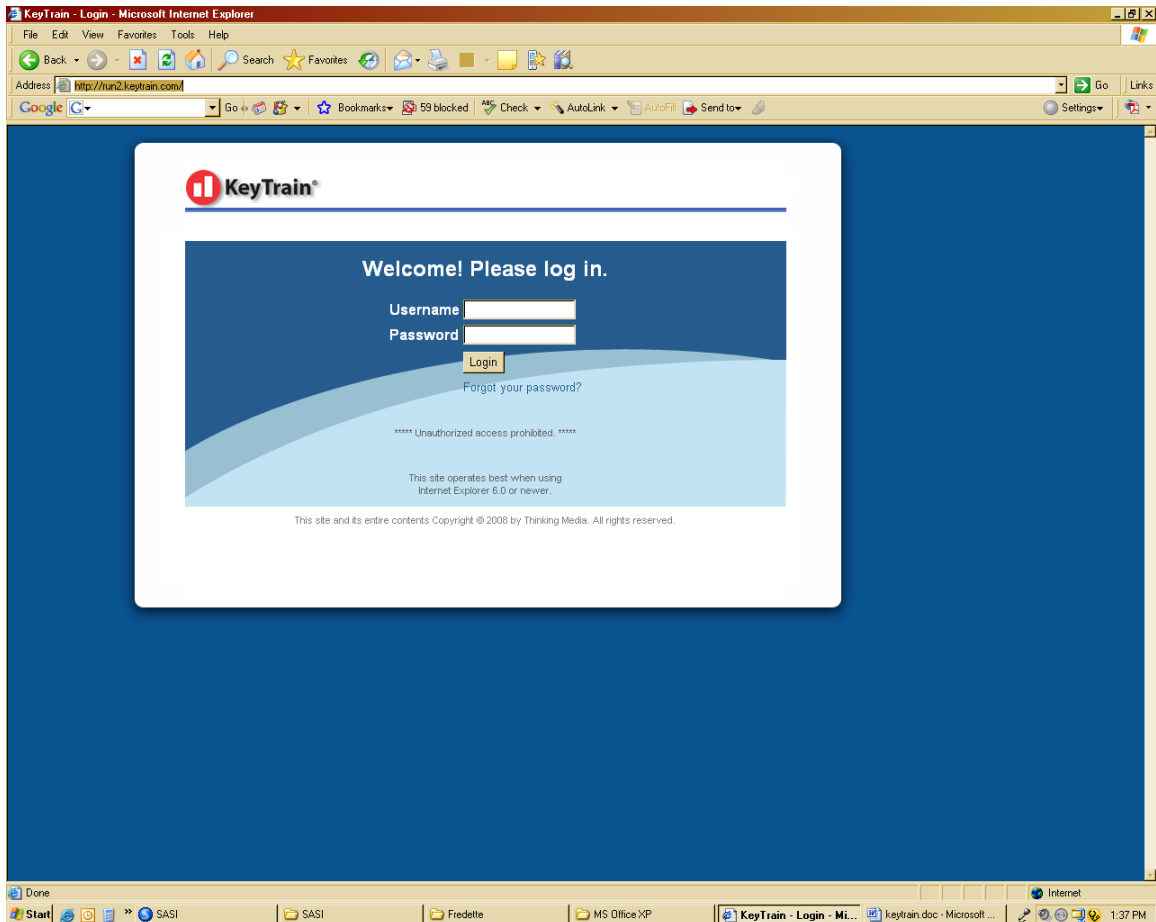 KeyTrain - Login - Microsoft Internet Explorer
File Edit View Favorites Tools Help
Back Search Favorites
Address http://run2.keytrain.com/ Go Links
Google G Go Bookmarks 59 blocked ABC Check AutoLink AutoFill Send to Settings
KeyTrain®
Welcome! Please log in.
Username
Password
Login
Forgot your password?
***** Unauthorized access prohibited. *****
This site operates best when using
Internet Explorer 6.0 or newer.
This site and its entire contents Copyright © 2008 by Thinking Media. All rights reserved.
Done Internet
Start » SASI SASI Fredette MS Office XP KeyTrain - Login - Mi... keytrain.doc - Microsoft ... 1:37 PM